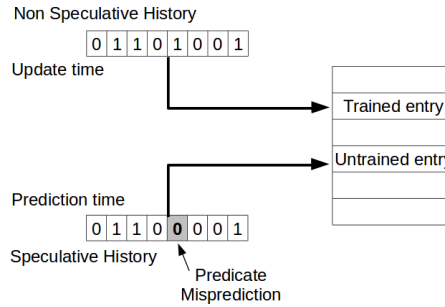 Non Speculative History
0 1 1 0 1 0 0 1
Update time
Trained entry
Untrained entry
Prediction time
0 1 1 0 0 0 0 1
Speculative History
Predicate
Misprediction